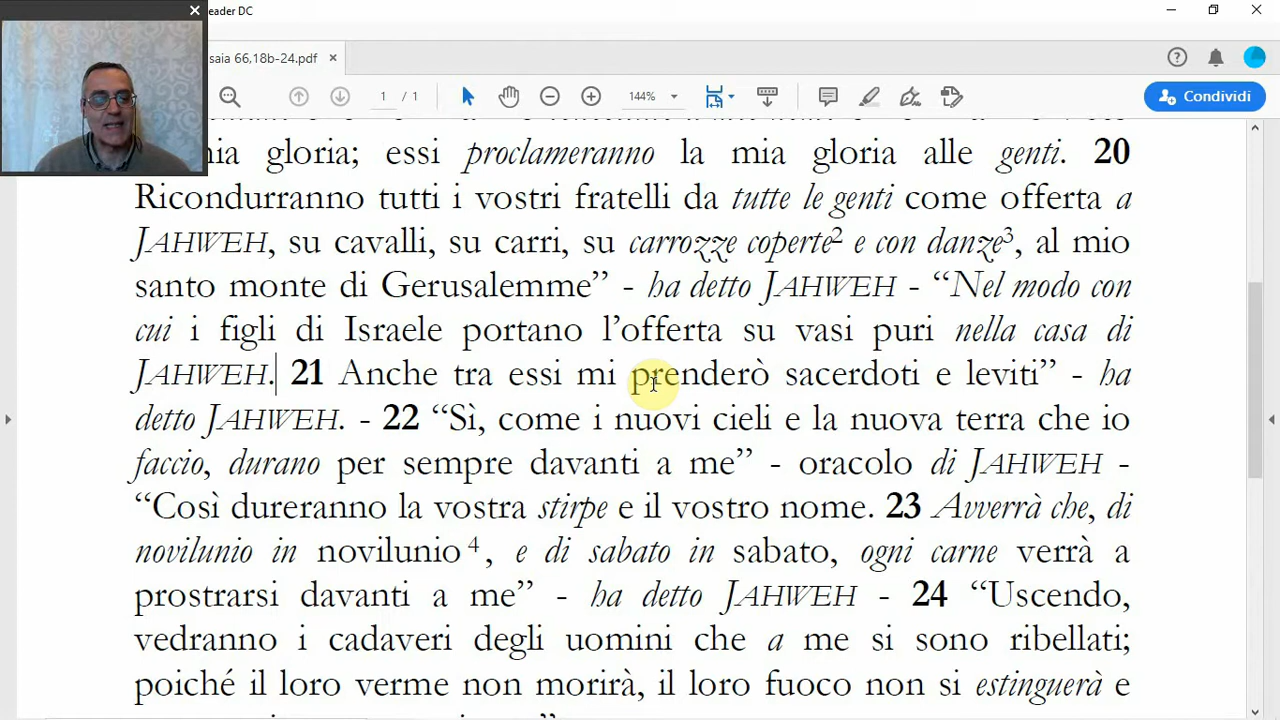 eader DC
saia 66,18b-24.pdf
1 / 1
144%
Condividi
mia gloria; essi proclameranno la mia gloria alle genti. 20
Ricondurranno tutti i vostri fratelli da tutte le genti come offerta a
JAHWEH, su cavalli, su carri, su carrozze coperte² e con danze³, al mio
santo monte di Gerusalemme” - ha detto JAHWEH - “Nel modo con
cui i figli di Israele portano l’offerta su vasi puri nella casa di
JAHWEH. 21 Anche tra essi mi prenderò sacerdoti e leviti” - ha
detto JAHWEH. - 22 “Sì, come i nuovi cieli e la nuova terra che io
faccio, durano per sempre davanti a me” - oracolo di JAHWEH -
“Così dureranno la vostra stirpe e il vostro nome. 23 Avverrà che, di
novilunio in novilunio⁴, e di sabato in sabato, ogni carne verrà a
prostrarsi davanti a me” - ha detto JAHWEH - 24 “Uscendo,
vedranno i cadaveri degli uomini che a me si sono ribellati;
poiché il loro verme non morirà, il loro fuoco non si estinguerà e